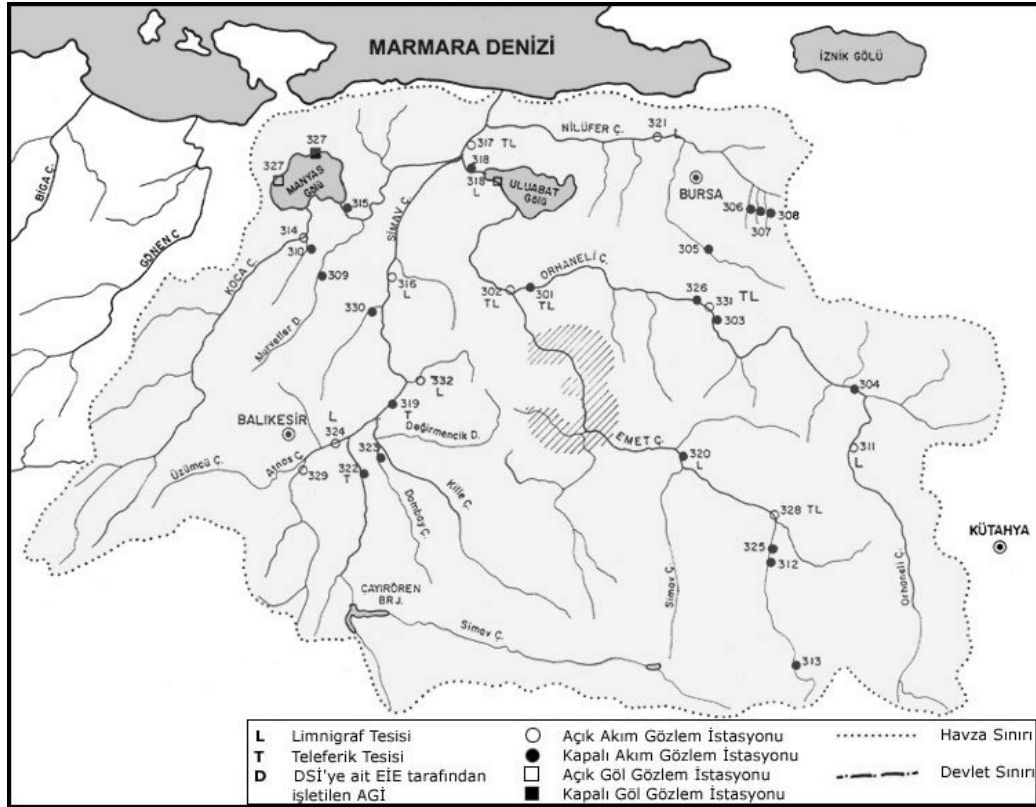 MARMARA DENİZİ
İZNİK GÖLÜ
BİGA Ç.
GÖNEN Ç
327
327
MANYAS
GÖLÜ
315
314
310
309
KOCA Ç.
SİMAV Ç.
317 TL
318
318
L
ULUABAT
GÖLÜ
NİLÜFER Ç.
321
L
BURSA
306
307
308
305
ORHANELİ Ç.
302
TL
301
TL
326
331
TL
303
304
316
L
330
Nurvetler D.
332
L
319
T
Değirmencik D.
BALIKESİR
L
324
323
322
T
329
Atnos Ç.
Üzümcü Ç.
Kille Ç.
Dombay Ç.
EMET Ç.
320
L
311
L
328 TL
325
312
313
KÜTAHYA
Orhaneli Ç.
Simav Ç.
ÇAYIRÖREN
BRJ.
Simav Ç.
L Limnigraf Tesisi
T Teleferik Tesisi
D DSİ'ye ait EİE tarafından
işletilen AGİ
Açık Akım Gözlem İstasyonu
Kapalı Akım Gözlem İstasyonu
Açık Göl Gözlem İstasyonu
Kapalı Göl Gözlem İstasyonu
Havza Sınırı
Devlet Sınırı